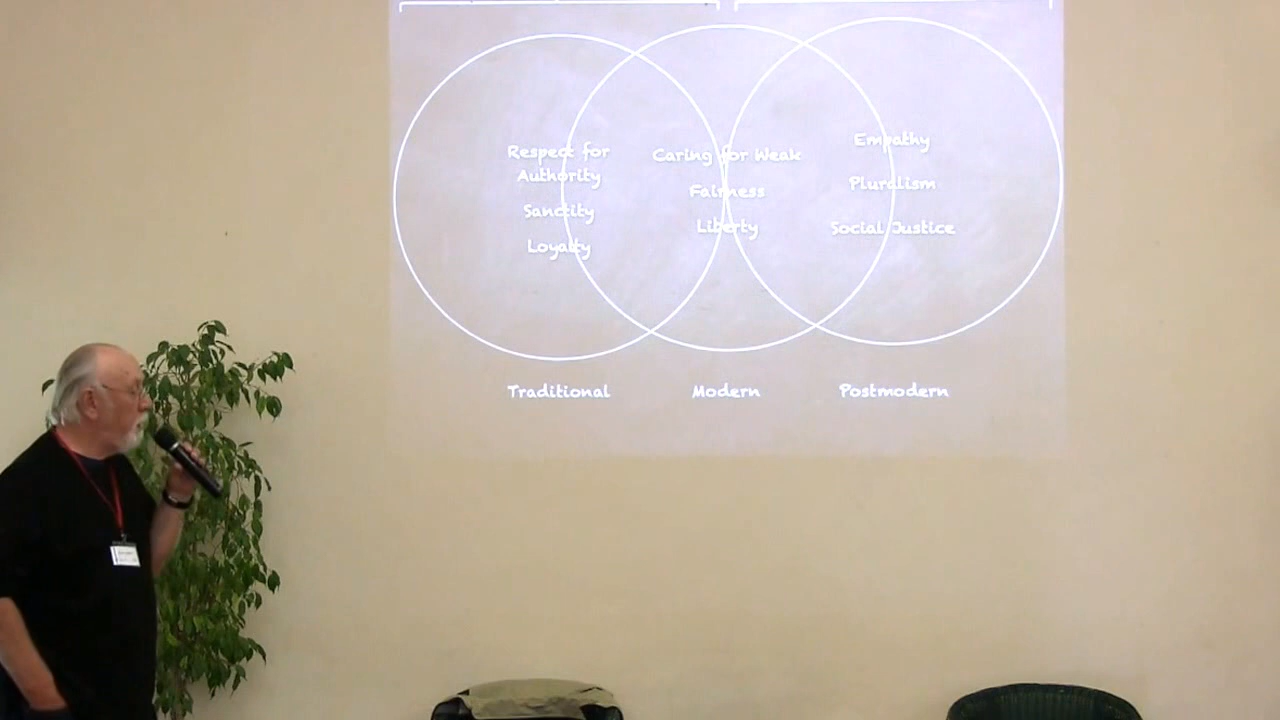 Respect for
Authority
Sanctity
Loyalty
Caring for Weak
Fairness
Liberty
Empathy
Pluralism
Social Justice
Traditional
Modern
Postmodern